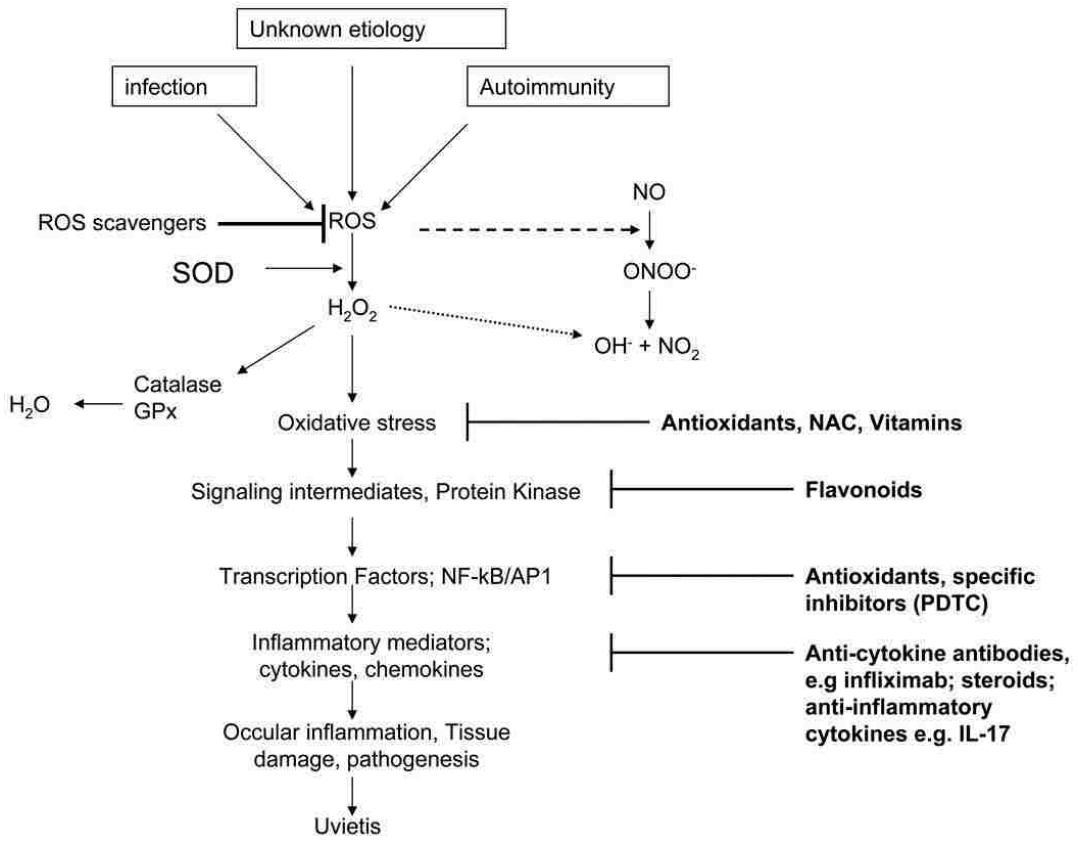 Unknown etiology
infection
Autoimmunity
NO
ROS scavengers
ROS
SOD
ONOO⁻
H₂O₂
OH⁻ + NO₂
Catalase
GPx
H₂O
Oxidative stress
Antioxidants, NAC, Vitamins
Signaling intermediates, Protein Kinase
Flavonoids
Transcription Factors; NF-kB/AP1
Antioxidants, specific
inhibitors (PDTC)
Inflammatory mediators;
cytokines, chemokines
Anti-cytokine antibodies,
e.g infliximab; steroids;
anti-inflammatory
cytokines e.g. IL-17
Occular inflammation, Tissue
damage, pathogenesis
Uvietis